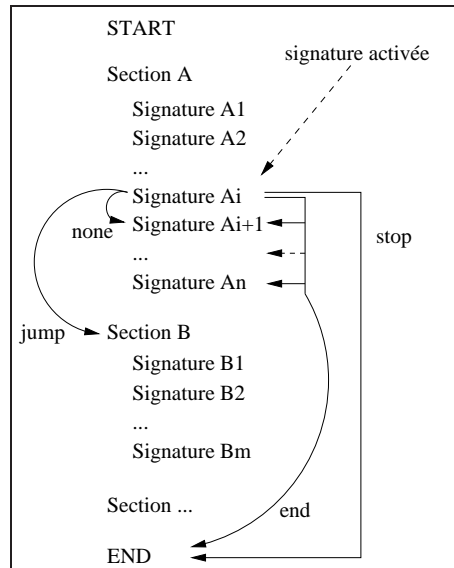 START
signature activée
Section A
Signature A1
Signature A2
...
Signature Ai
Signature Ai+1
none
stop
...
Signature An
jump
Section B
Signature B1
Signature B2
...
Signature Bm
Section ...
end
END